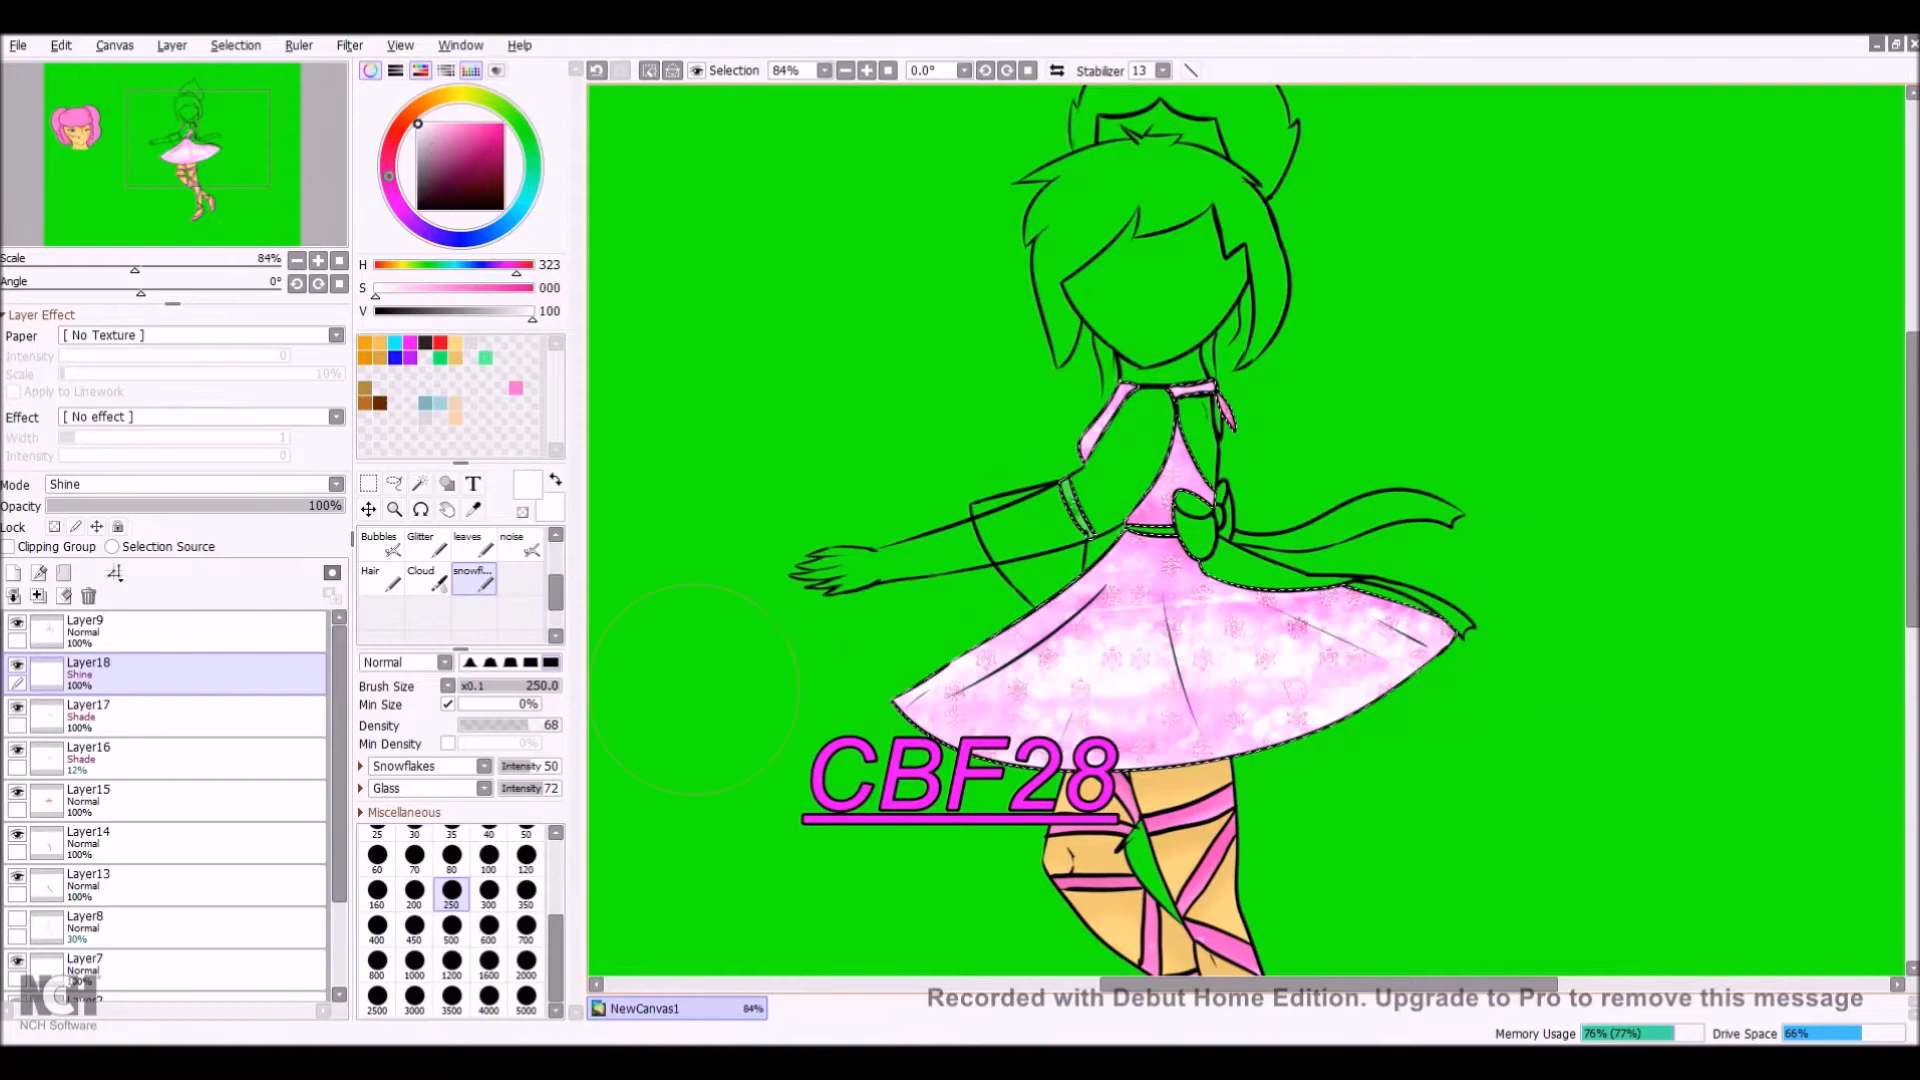 File Edit Canvas Layer Selection Ruler Filter View Window Help
Selection 84% 0.0° Stabilizer 13
Scale 84%
Angle 0°
Layer Effect
Paper [ No Texture ]
Intensity 0
Scale 10%
Apply to Linework
Effect [ No effect ]
Width 1
Intensity 0
Mode Shine
Opacity 100%
Lock
Clipping Group Selection Source
Layer9
Normal
100%
Layer18
Shine
100%
Layer17
Shade
100%
Layer16
Shade
12%
Layer15
Normal
100%
Layer14
Normal
100%
Layer13
Normal
100%
Layer8
Normal
30%
Layer7
Normal
100%
NCH
NCH Software
H 323
S 000
V 100
T
Bubbles Glitter leaves noise
Hair Cloud snowfl...
Normal
Brush Size x0.1 250.0
Min Size 0%
Density 68
Min Density 0%
Snowflakes Intensity 50
Glass Intensity 72
Miscellaneous
25 30 35 40 50
60 70 80 100 120
160 200 250 300 350
400 450 500 600 700
800 1000 1200 1600 2000
2500 3000 3500 4000 5000
CBF28
NewCanvas1 84%
Recorded with Debut Home Edition. Upgrade to Pro to remove this message
Memory Usage 76% (77%) Drive Space 66%